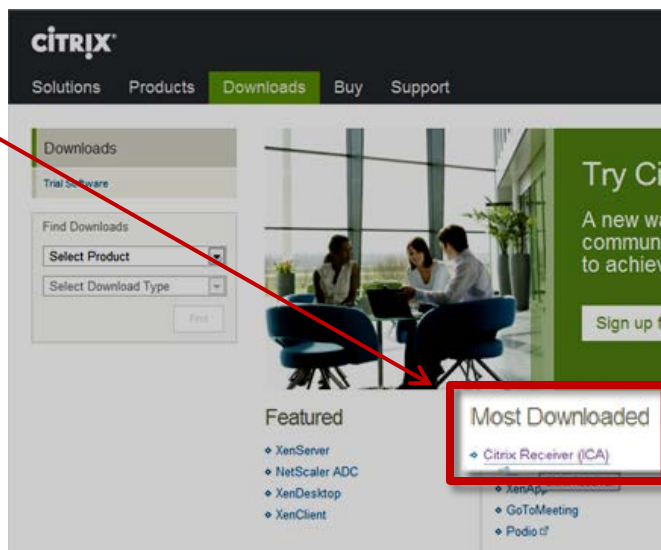 CITRIX
Solutions Products Downloads Buy Support
Downloads
Trial Software
Find Downloads
Select Product
Select Download Type
Find
Try Ci
A new wa
commun
to achiev
Sign up f
Featured
XenServer
NetScaler ADC
XenDesktop
XenClient
Most Downloaded
Citrix Receiver (ICA)
XenApp
GoToMeeting
Podio